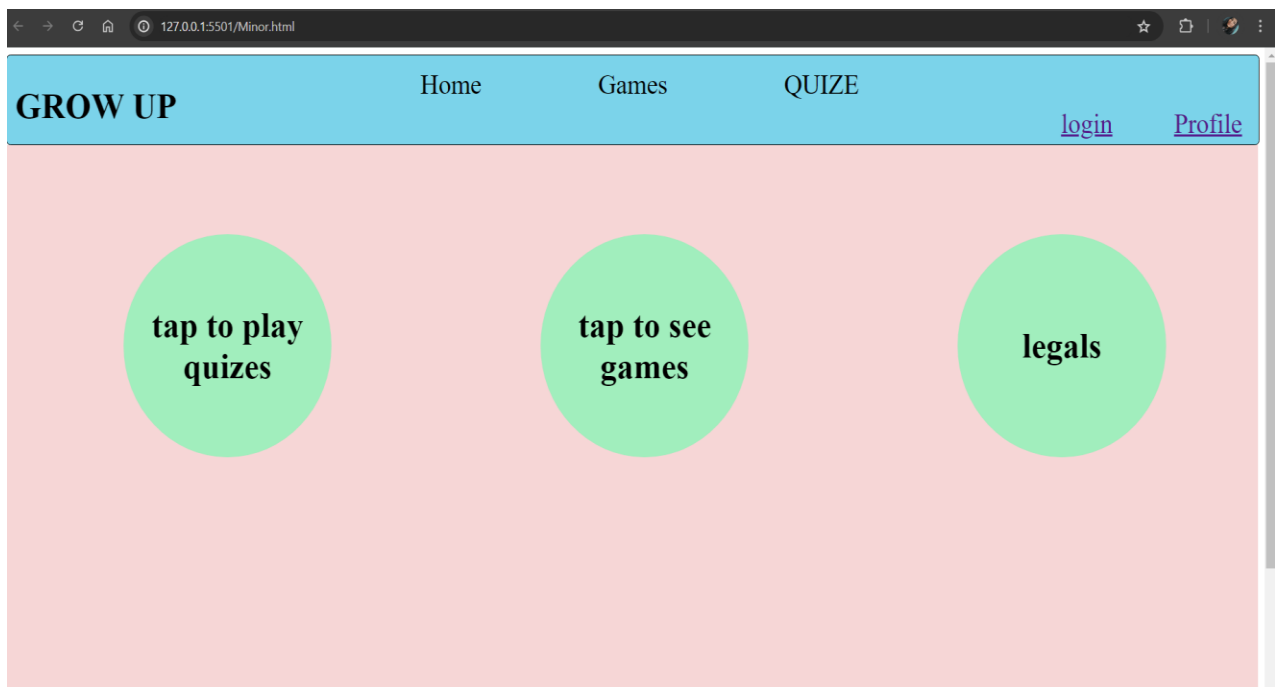 127.0.0.1:5501/Minor.html
GROW UP
Home
Games
QUIZE
login
Profile
tap to play
quizes
tap to see
games
legals